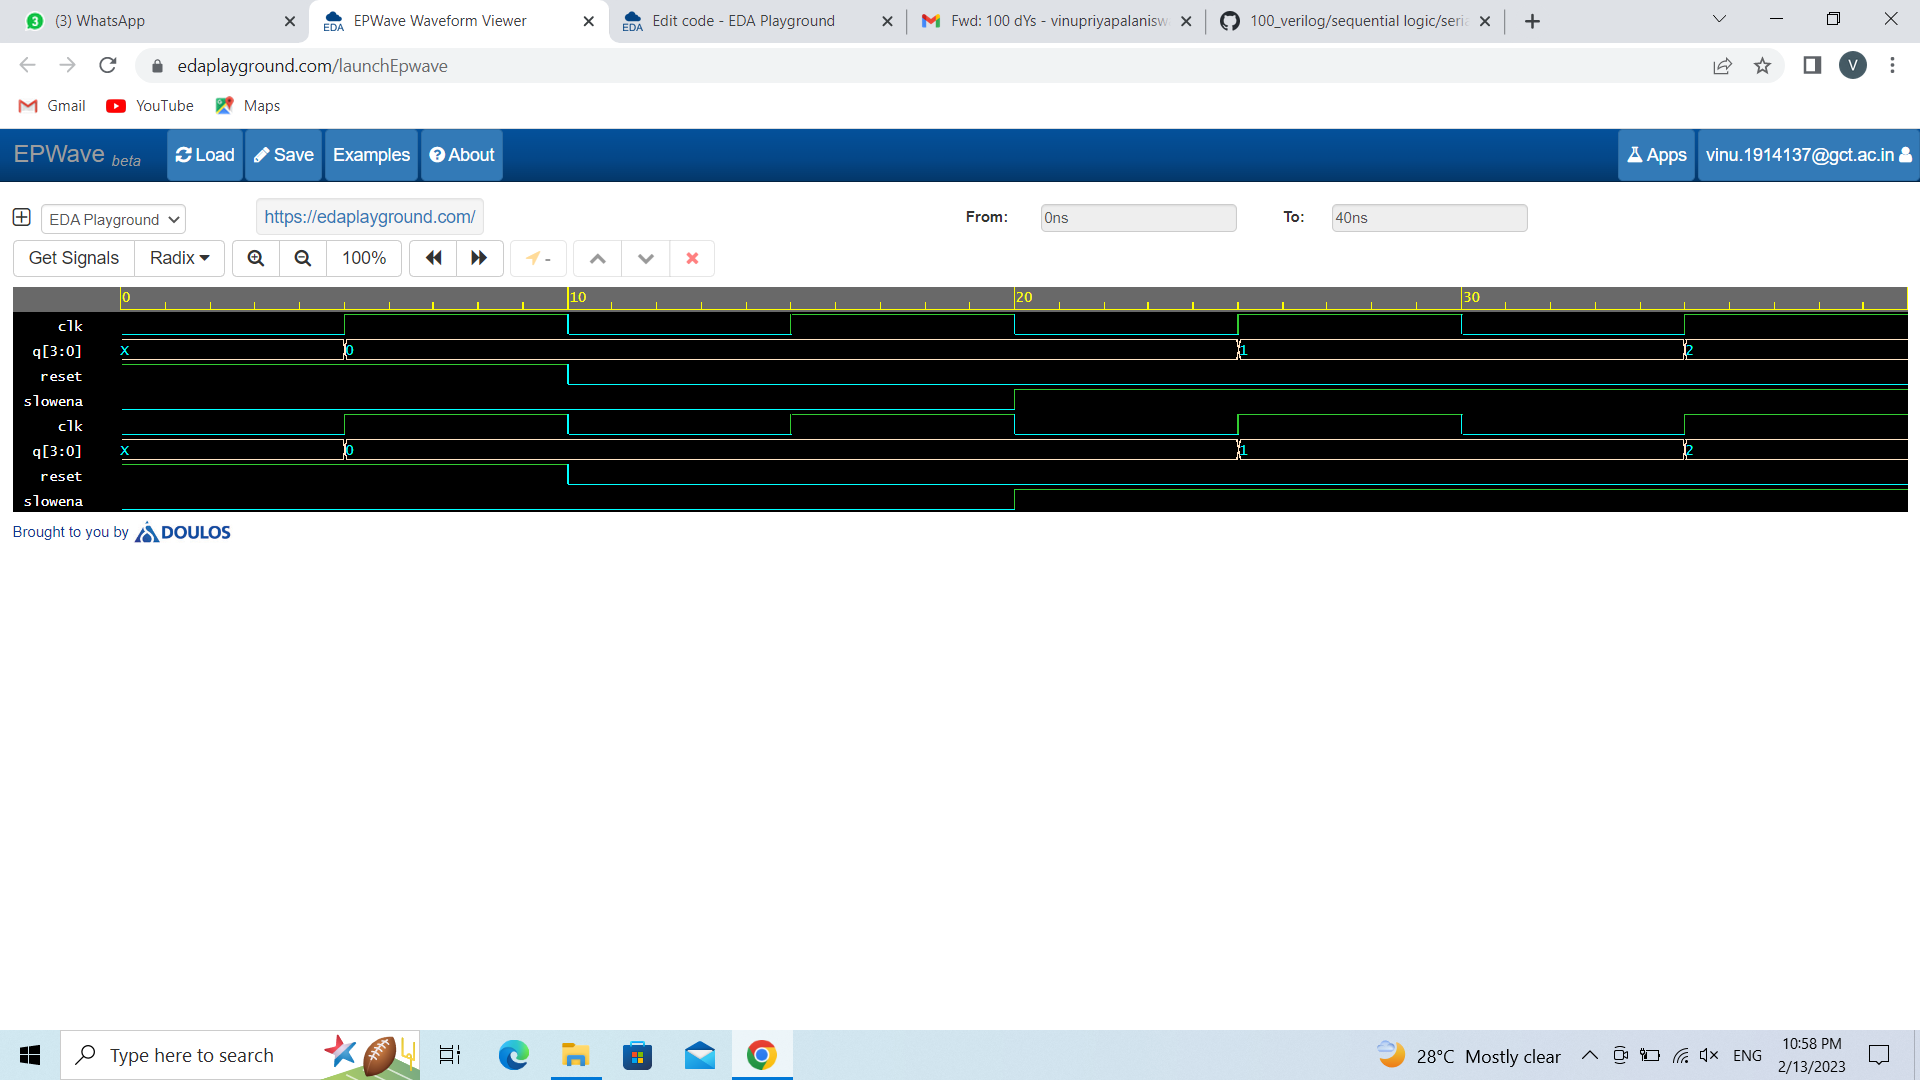 (3) WhatsApp
EPWave Waveform Viewer
Edit code - EDA Playground
Fwd: 100 dYs - vinupriyapalanisw
100_verilog/sequential logic/seri
edaplayground.com/launchEpwave
Gmail YouTube Maps
EPWave beta Load Save Examples About Apps vinu.1914137@gct.ac.in
EDA Playground https://edaplayground.com/ From: 0ns To: 40ns
Get Signals Radix 100% -
0 10 20 30
clk
q[3:0] X 0 1 2
reset
slowena
clk
q[3:0] X 0 1 2
reset
slowena
Brought to you by DOULOS
Type here to search
28°C Mostly clear
ENG
10:58 PM
2/13/2023